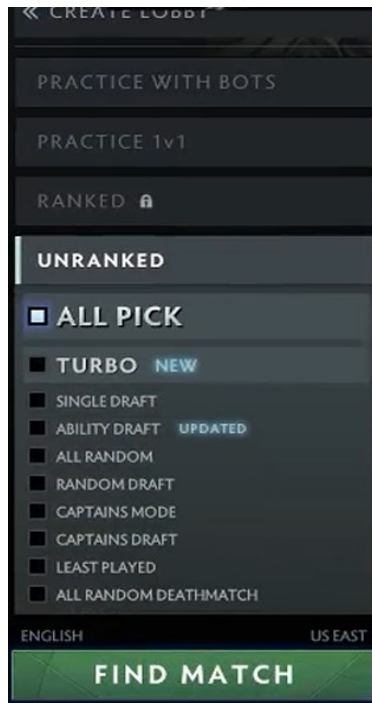 « CREATE LOBBY
PRACTICE WITH BOTS
PRACTICE 1v1
RANKED
UNRANKED
ALL PICK
TURBO NEW
SINGLE DRAFT
ABILITY DRAFT UPDATED
ALL RANDOM
RANDOM DRAFT
CAPTAINS MODE
CAPTAINS DRAFT
LEAST PLAYED
ALL RANDOM DEATHMATCH
ENGLISH US EAST
FIND MATCH